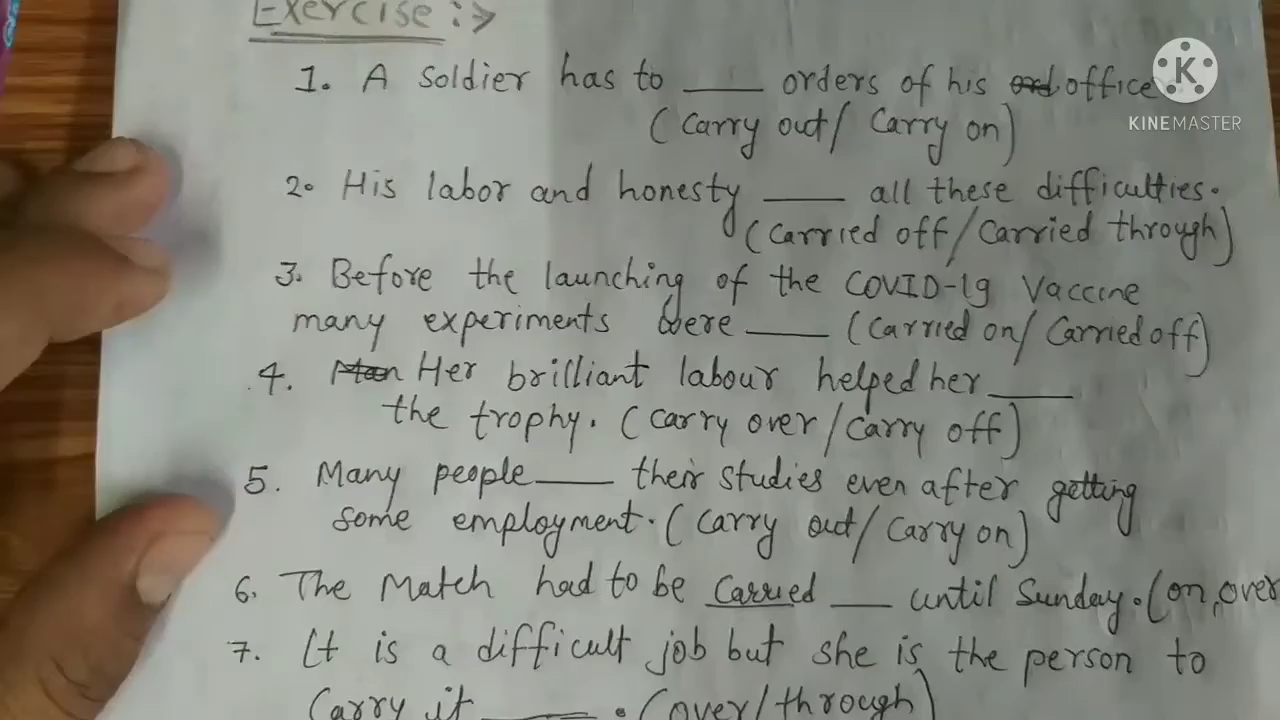 Exercise :->
1. A soldier has to ____ orders of his office
(Carry out/ Carry on)
2. His labor and honesty ____ all these difficulties.
(Carried off/Carried through)
3. Before the launching of the COVID-19 Vaccine
many experiments were ____ (Carried on/ Carried off)
4. Her brilliant labour helped her ____
the trophy. (Carry over/Carry off)
5. Many people ____ their studies even after getting
some employment. (Carry out/Carry on)
6. The Match had to be Carried ___ until Sunday. (on, over
7. It is a difficult job but she is the person to
Carry it ____ . (over/through)
K
KINEMASTER